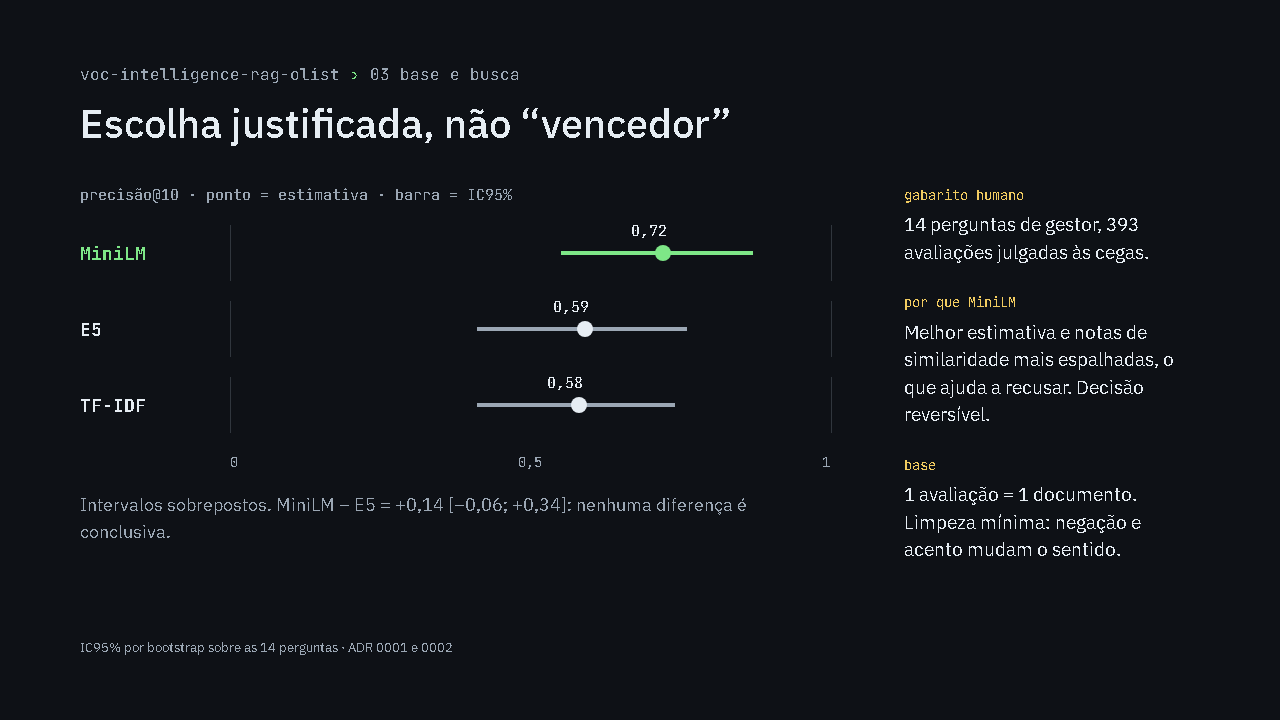 voc-intelligence-rag-olist › 03 base e busca
Escolha justificada, não “vencedor”
precisão@10 · ponto = estimativa · barra = IC95%
MiniLM
0,72
E5
0,59
TF-IDF
0,58
0
0,5
1
Intervalos sobrepostos. MiniLM − E5 = +0,14 [−0,06; +0,34]: nenhuma diferença é
conclusiva.
gabarito humano
14 perguntas de gestor, 393
avaliações julgadas às cegas.
por que MiniLM
Melhor estimativa e notas de
similaridade mais espalhadas, o
que ajuda a recusar. Decisão
reversível.
base
1 avaliação = 1 documento.
Limpeza mínima: negação e
acento mudam o sentido.
IC95% por bootstrap sobre as 14 perguntas · ADR 0001 e 0002